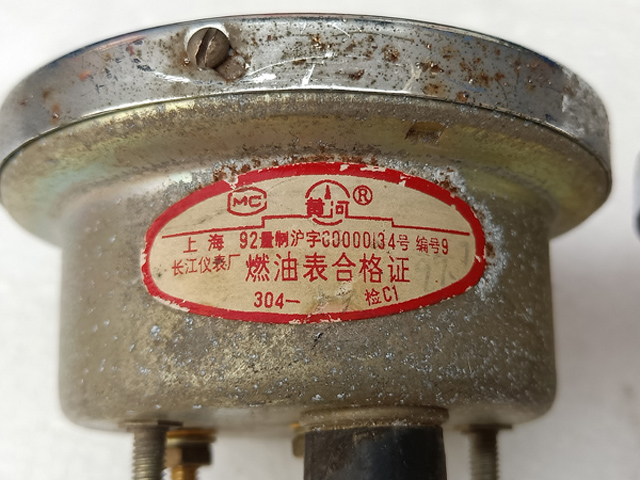 MC 黄河®
上海 92量制沪字C0000134号 编号9
长江仪表厂 燃油表合格证
304— 检C1